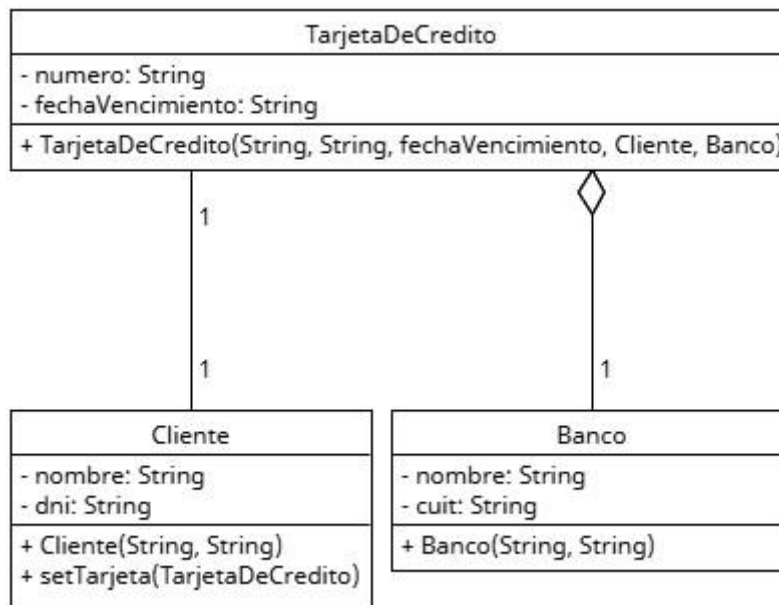 TarjetaDeCredito
- numero: String
- fechaVencimiento: String
+ TarjetaDeCredito(String, String, fechaVencimiento, Cliente, Banco)
1
1
1
Cliente
- nombre: String
- dni: String
+ Cliente(String, String)
+ setTarjeta(TarjetaDeCredito)
Banco
- nombre: String
- cuit: String
+ Banco(String, String)